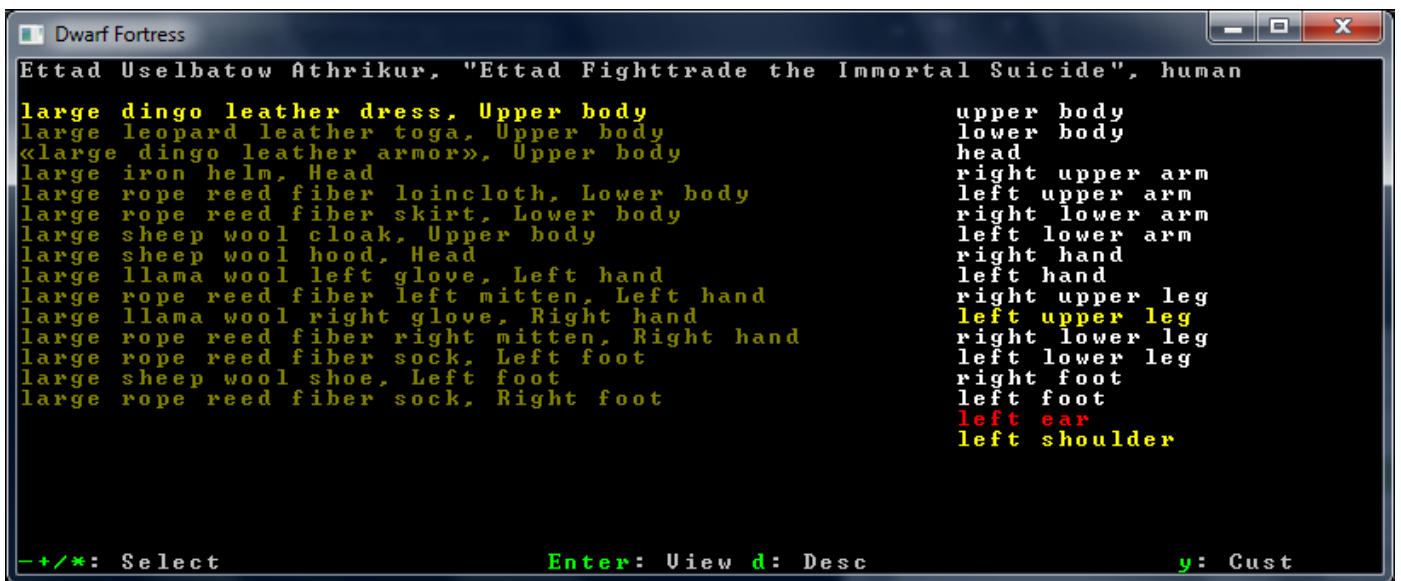 Dwarf Fortress
Ettad Uselbatow Athrikur, "Ettad Fighttrade the Immortal Suicide", human
large dingo leather dress, Upper body
large leopard leather toga, Upper body
«large dingo leather armor», Upper body
large iron helm, Head
large rope reed fiber loincloth, Lower body
large rope reed fiber skirt, Lower body
large sheep wool cloak, Upper body
large sheep wool hood, Head
large llama wool left glove, Left hand
large rope reed fiber left mitten, Left hand
large llama wool right glove, Right hand
large rope reed fiber right mitten, Right hand
large rope reed fiber sock, Left foot
large sheep wool shoe, Left foot
large rope reed fiber sock, Right foot
upper body
lower body
head
right upper arm
left upper arm
right lower arm
left lower arm
right hand
left hand
right upper leg
left upper leg
right lower leg
left lower leg
right foot
left foot
left ear
left shoulder
-+/*: Select Enter: View d: Desc y: Cust